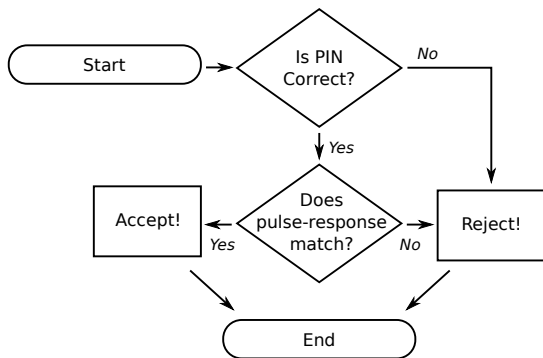 Start
Is PIN
Correct?
No
Yes
Does
pulse-response
match?
Accept!
Yes
No
Reject!
End